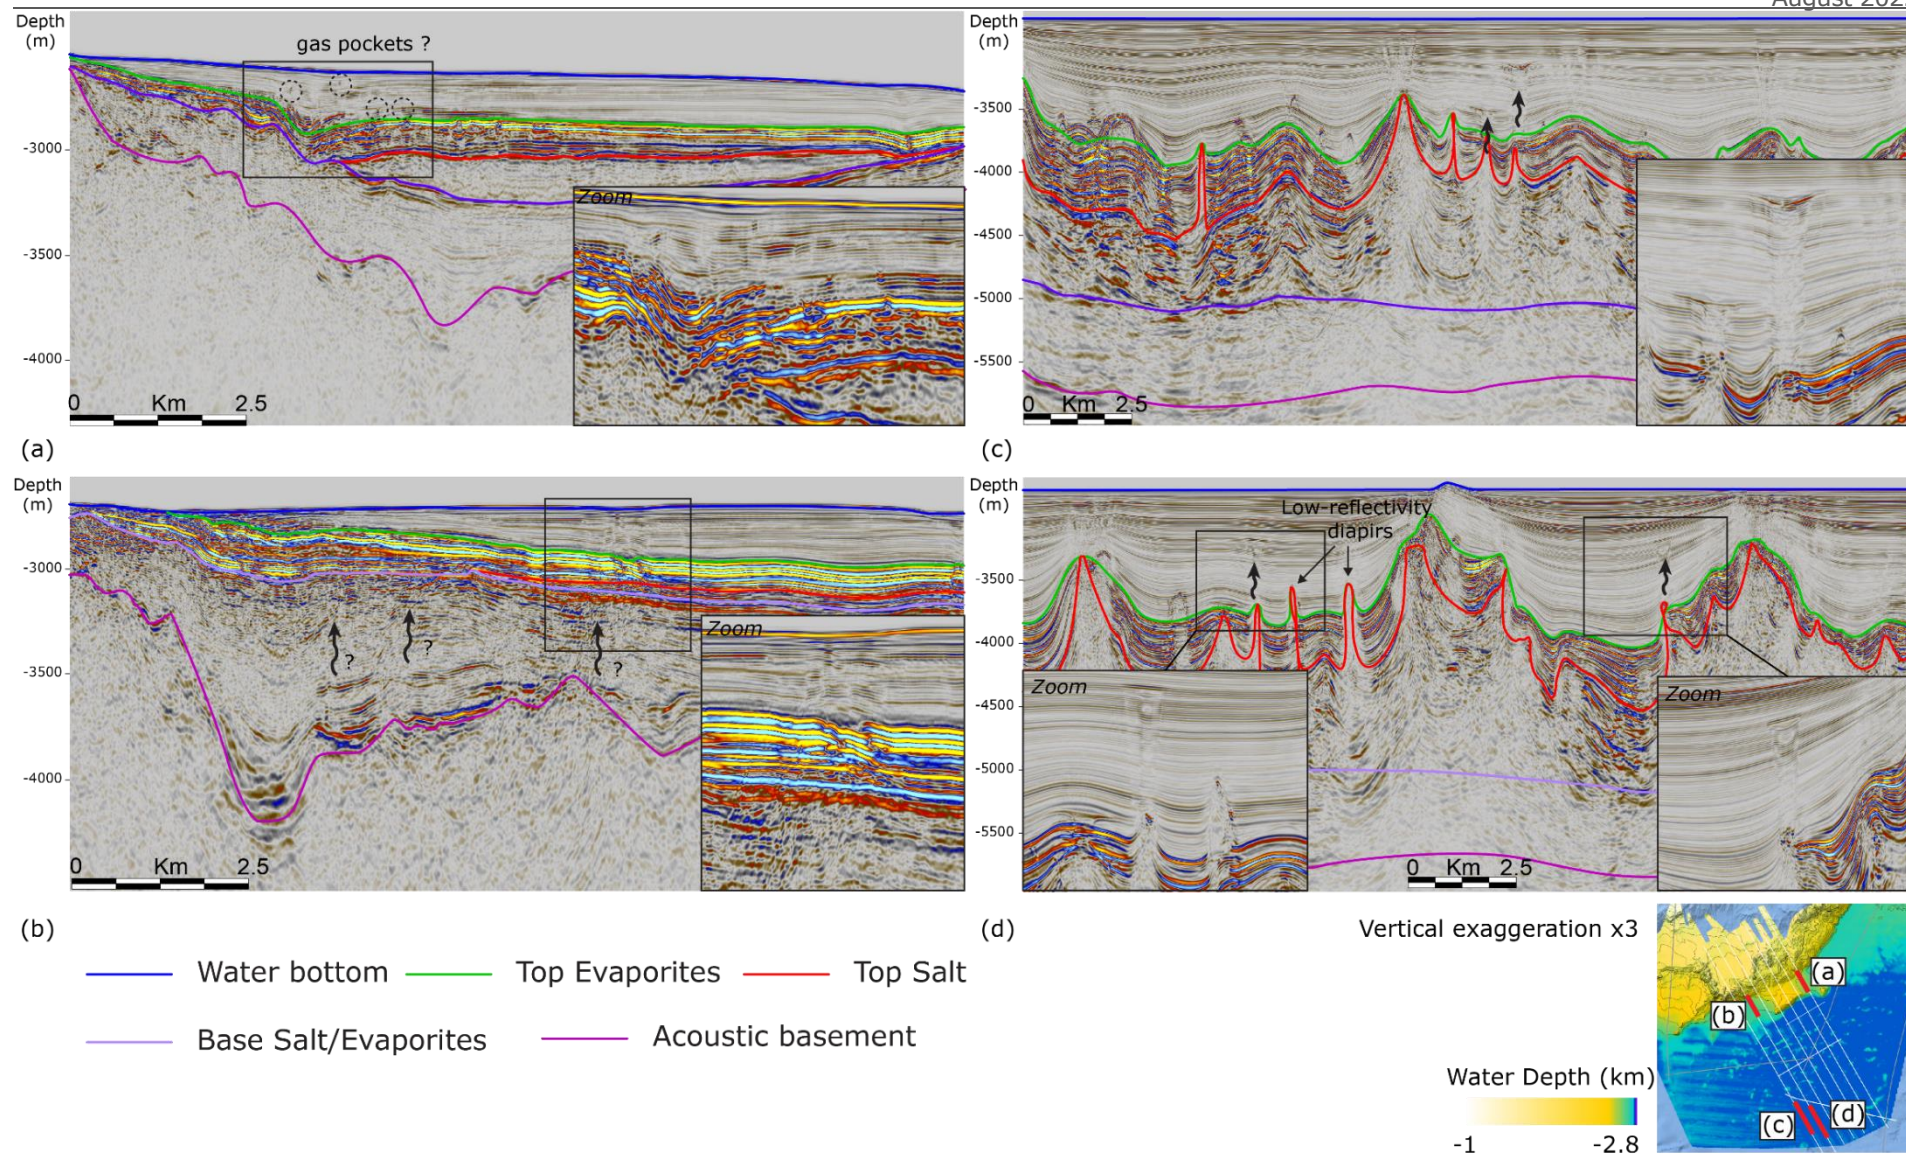 Depth
(m)
gas pockets ?
-3000
-3500
-4000
Zoom
0 Km 2.5
(a)
Depth
(m)
-3500
-4000
-4500
-5000
-5500
0 Km 2.5
(c)
Depth
(m)
-3000
-3500
-4000
?
?
?
Zoom
0 Km 2.5
(b)
Depth
(m)
Low-reflectivity
diapirs
-3500
-4000
-4500
-5000
-5500
Zoom
Zoom
0 Km 2.5
(d)
Vertical exaggeration x3
Water bottom
Top Evaporites
Top Salt
Base Salt/Evaporites
Acoustic basement
Water Depth (km)
-1 -2.8
(a)
(b)
(c)
(d)